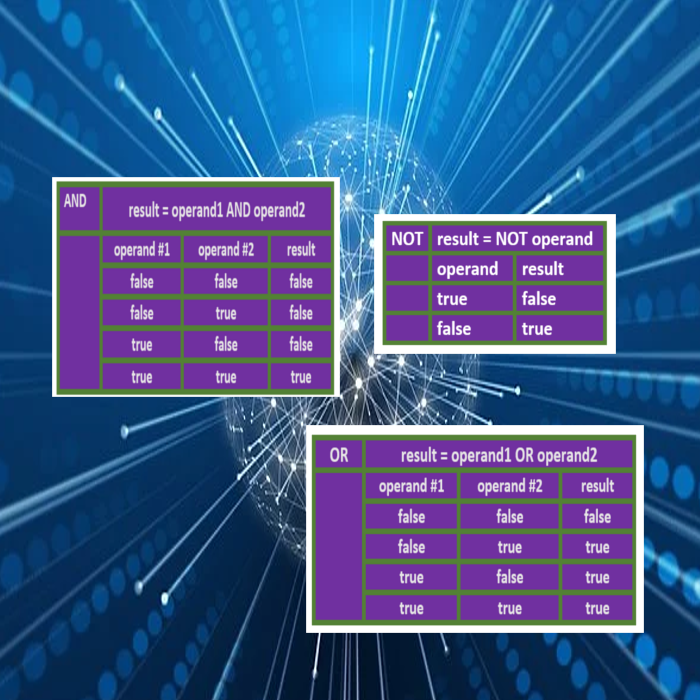 AND result = operand1 AND operand2
operand #1 operand #2 result
false false false
false true false
true false false
true true true
NOT result = NOT operand
operand result
true false
false true
OR result = operand1 OR operand2
operand #1 operand #2 result
false false false
false true true
true false true
true true true